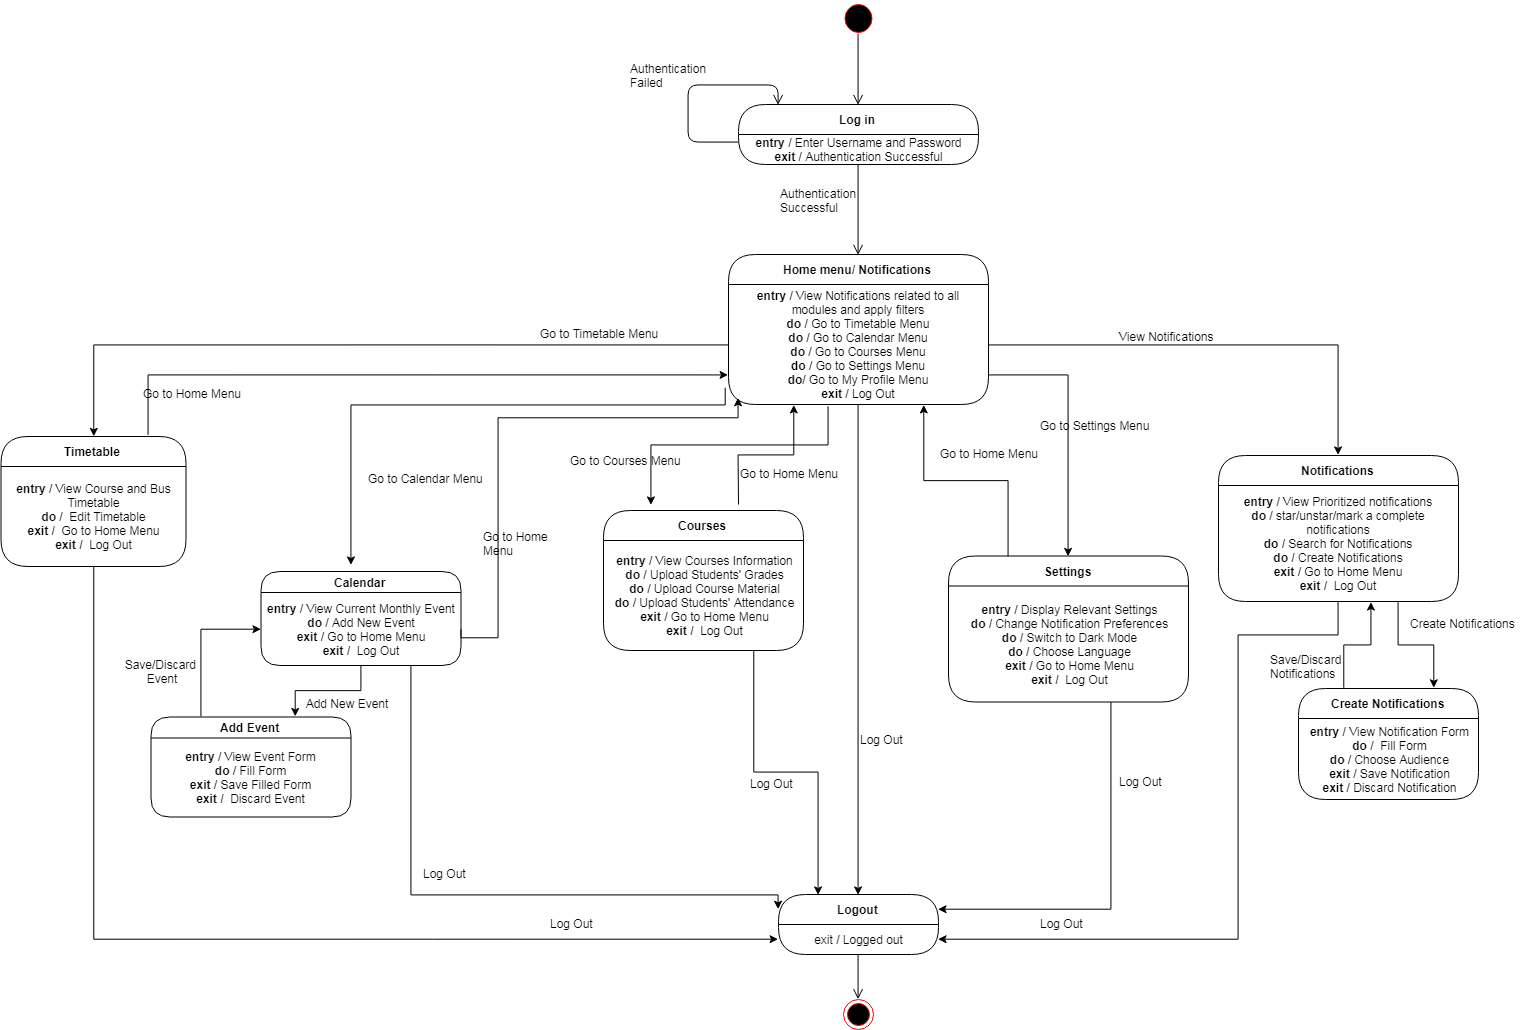 Authentication
Failed
Log in
entry / Enter Username and Password
exit / Authentication Successful
Authentication
Successful
Home menu/ Notifications
entry / View Notifications related to all
modules and apply filters
do / Go to Timetable Menu
do / Go to Calendar Menu
do / Go to Courses Menu
do / Go to Settings Menu
do/ Go to My Profile Menu
exit / Log Out
Go to Timetable Menu
View Notifications
Go to Home Menu
Go to Calendar Menu
Go to Home
Menu
Go to Courses Menu
Go to Home Menu
Go to Home Menu
Go to Settings Menu
Timetable
entry / View Course and Bus
Timetable
do /  Edit Timetable
exit /  Go to Home Menu
exit /  Log Out
Calendar
entry / View Current Monthly Event
do / Add New Event
exit / Go to Home Menu
exit /  Log Out
Courses
entry / View Courses Information
do / Upload Students' Grades
do / Upload Course Material
do / Upload Students' Attendance
exit / Go to Home Menu
exit /  Log Out
Settings
entry / Display Relevant Settings
do / Change Notification Preferences
do / Switch to Dark Mode
do / Choose Language
exit / Go to Home Menu
exit /  Log Out
Notifications
entry / View Prioritized notifications
do / star/unstar/mark a complete
notifications
do / Search for Notifications
do / Create Notifications
exit / Go to Home Menu
exit /  Log Out
Save/Discard
Event
Add New Event
Save/Discard
Notifications
Create Notifications
Add Event
entry / View Event Form
do / Fill Form
exit / Save Filled Form
exit /  Discard Event
Create Notifications
entry / View Notification Form
do /  Fill Form
do / Choose Audience
exit / Save Notification
exit / Discard Notification
Log Out
Log Out
Log Out
Log Out
Log Out
Log Out
Logout
exit / Logged out